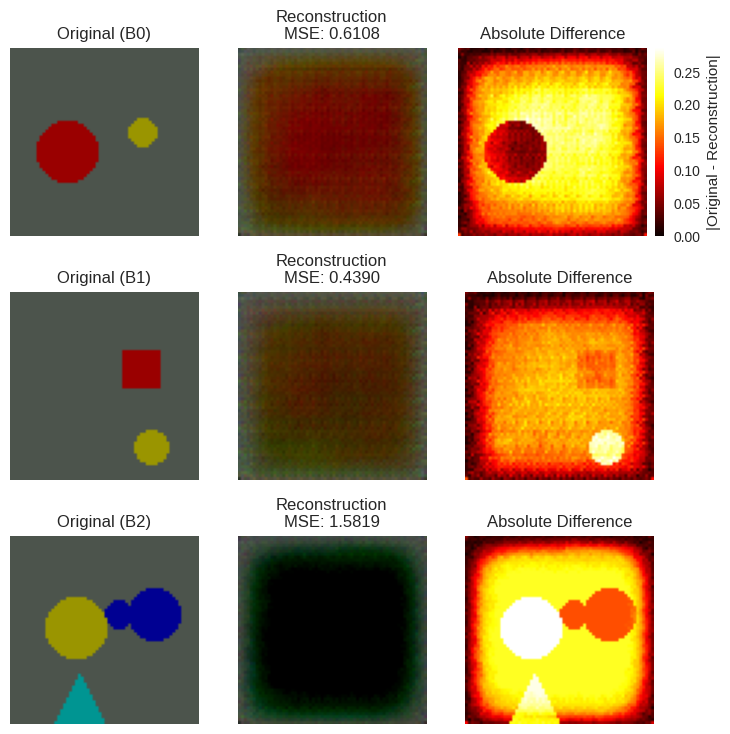 Original (B0)
Reconstruction
MSE: 0.6108
Absolute Difference
0.25
0.20
0.15
0.10
0.05
0.00
|Original - Reconstruction|
Original (B1)
Reconstruction
MSE: 0.4390
Absolute Difference
Original (B2)
Reconstruction
MSE: 1.5819
Absolute Difference